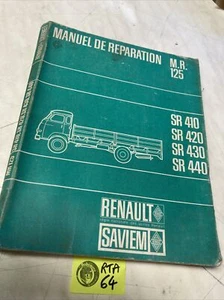 MANUEL DE REPARATION M.R.
125
SR 410
SR 420
SR 430
SR 440
RENAULT
SAVIEM
RTA
64